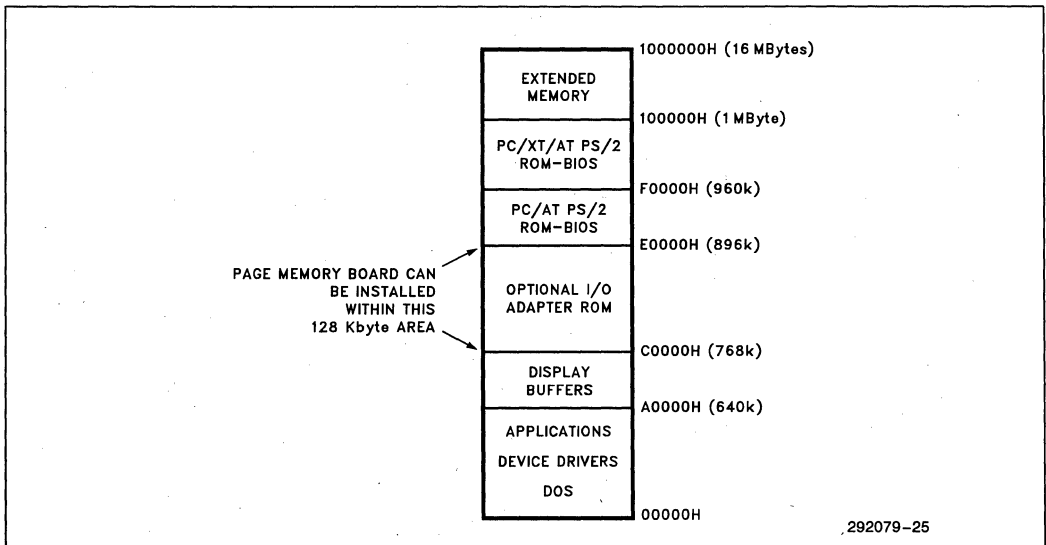 1000000H (16 MBytes)
EXTENDED
MEMORY
100000H (1 MByte)
PC/XT/AT PS/2
ROM-BIOS
F0000H (960k)
PC/AT PS/2
ROM-BIOS
E0000H (896k)
PAGE MEMORY BOARD CAN
BE INSTALLED
WITHIN THIS
128 Kbyte AREA
OPTIONAL I/O
ADAPTER ROM
C0000H (768k)
DISPLAY
BUFFERS
A0000H (640k)
APPLICATIONS
DEVICE DRIVERS
DOS
00000H
292079-25